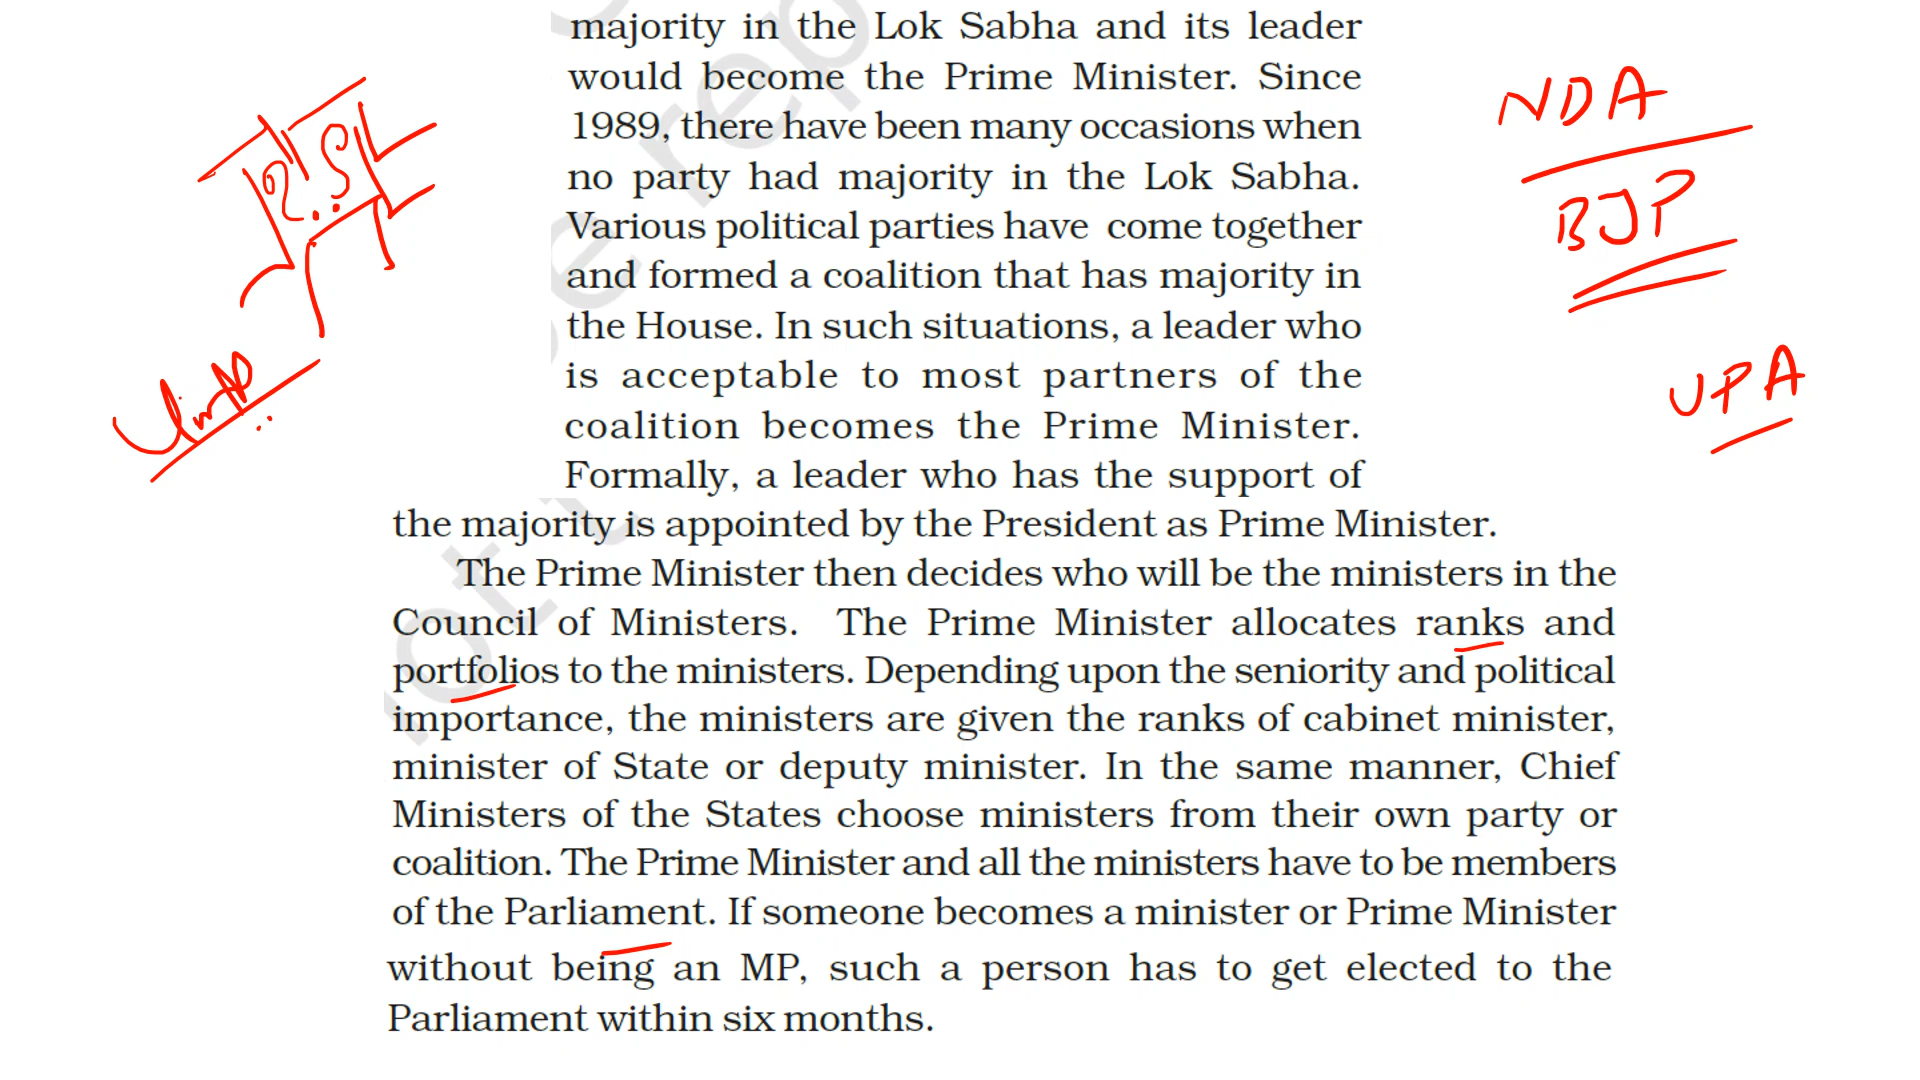 majority in the Lok Sabha and its leader
would become the Prime Minister. Since
1989, there have been many occasions when
no party had majority in the Lok Sabha.
Various political parties have come together
and formed a coalition that has majority in
the House. In such situations, a leader who
is acceptable to most partners of the
coalition becomes the Prime Minister.
Formally, a leader who has the support of
the majority is appointed by the President as Prime Minister.
The Prime Minister then decides who will be the ministers in the
Council of Ministers. The Prime Minister allocates ranks and
portfolios to the ministers. Depending upon the seniority and political
importance, the ministers are given the ranks of cabinet minister,
minister of State or deputy minister. In the same manner, Chief
Ministers of the States choose ministers from their own party or
coalition. The Prime Minister and all the ministers have to be members
of the Parliament. If someone becomes a minister or Prime Minister
without being an MP, such a person has to get elected to the
Parliament within six months.
NDA
BJP
UPA